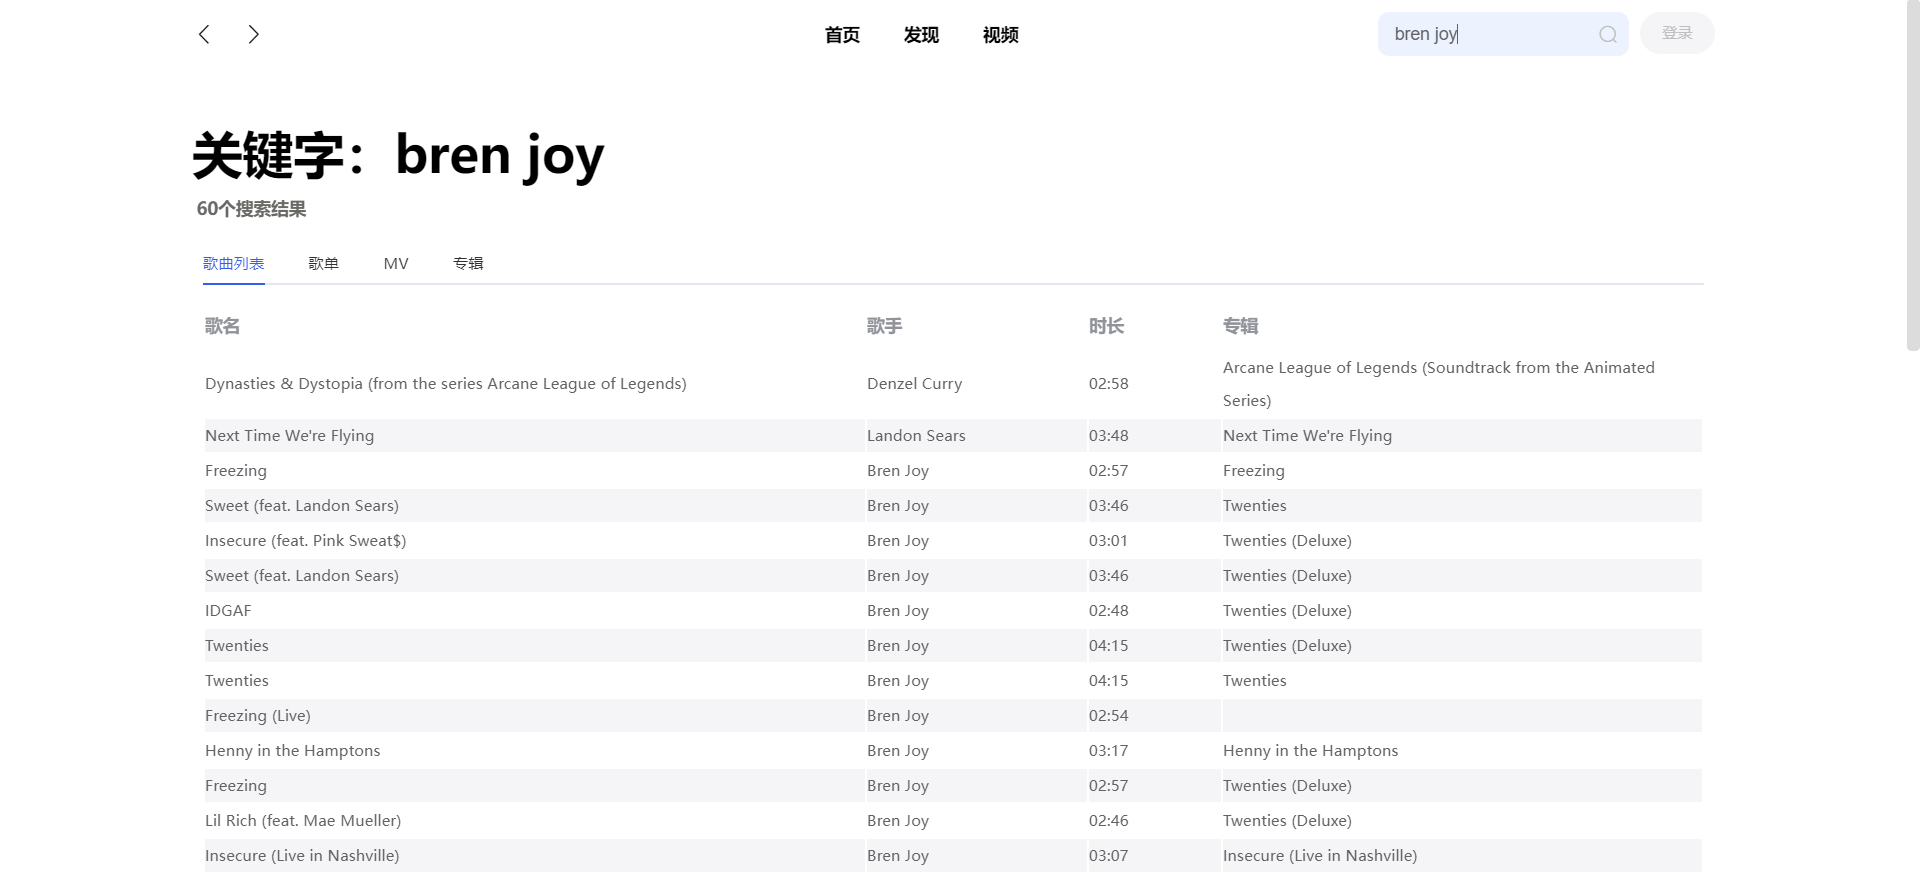 首页 发现 视频 bren joy 登录
关键字：bren joy
60个搜索结果
歌曲列表 歌单 MV 专辑
歌名 歌手 时长 专辑
Dynasties & Dystopia (from the series Arcane League of Legends) Denzel Curry 02:58 Arcane League of Legends (Soundtrack from the Animated
Series)
Next Time We're Flying Landon Sears 03:48 Next Time We're Flying
Freezing Bren Joy 02:57 Freezing
Sweet (feat. Landon Sears) Bren Joy 03:46 Twenties
Insecure (feat. Pink Sweat$) Bren Joy 03:01 Twenties (Deluxe)
Sweet (feat. Landon Sears) Bren Joy 03:46 Twenties (Deluxe)
IDGAF Bren Joy 02:48 Twenties (Deluxe)
Twenties Bren Joy 04:15 Twenties (Deluxe)
Twenties Bren Joy 04:15 Twenties
Freezing (Live) Bren Joy 02:54
Henny in the Hamptons Bren Joy 03:17 Henny in the Hamptons
Freezing Bren Joy 02:57 Twenties (Deluxe)
Lil Rich (feat. Mae Mueller) Bren Joy 02:46 Twenties (Deluxe)
Insecure (Live in Nashville) Bren Joy 03:07 Insecure (Live in Nashville)